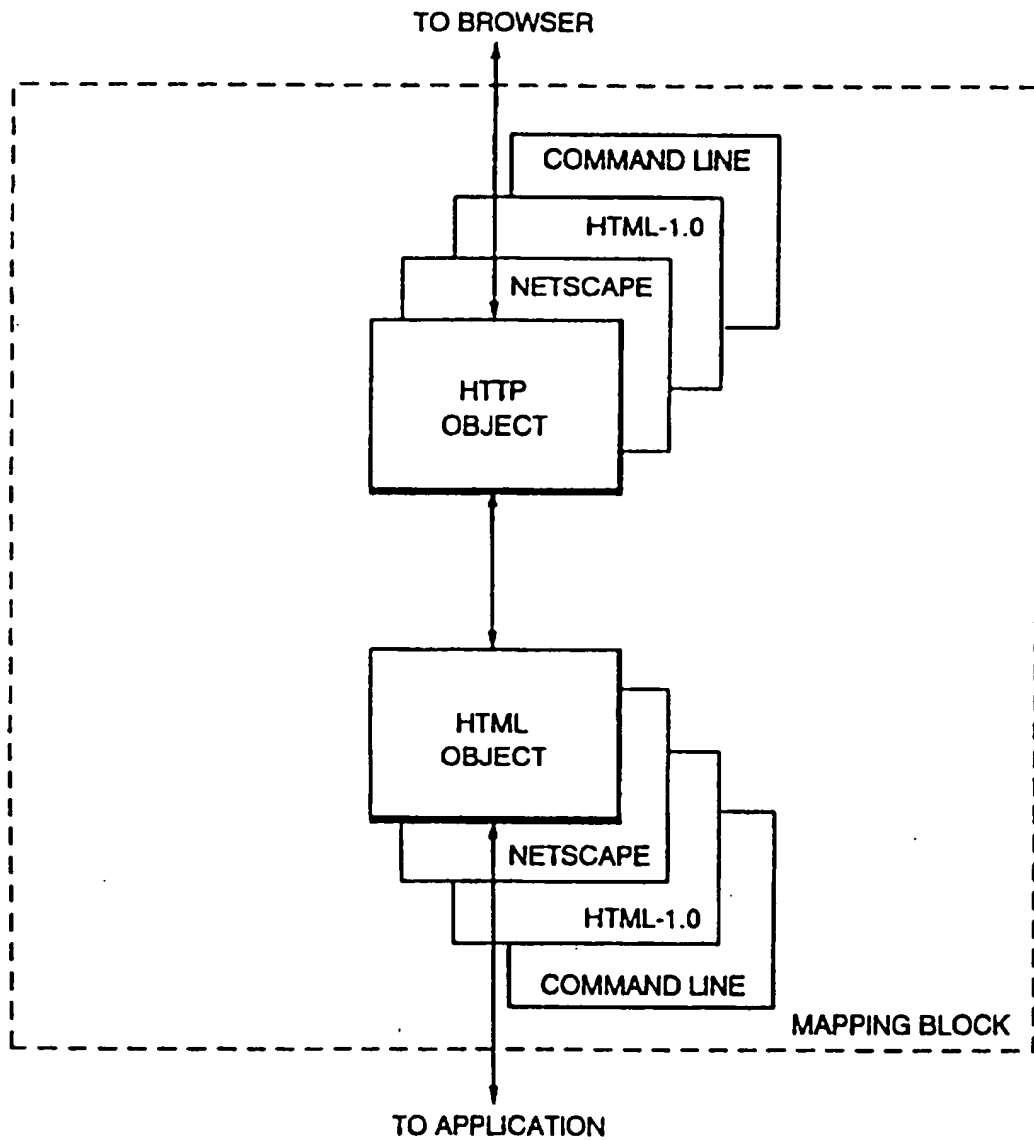 TO BROWSER
COMMAND LINE
HTML-1.0
NETSCAPE
HTTP
OBJECT
HTML
OBJECT
NETSCAPE
HTML-1.0
COMMAND LINE
MAPPING BLOCK
TO APPLICATION